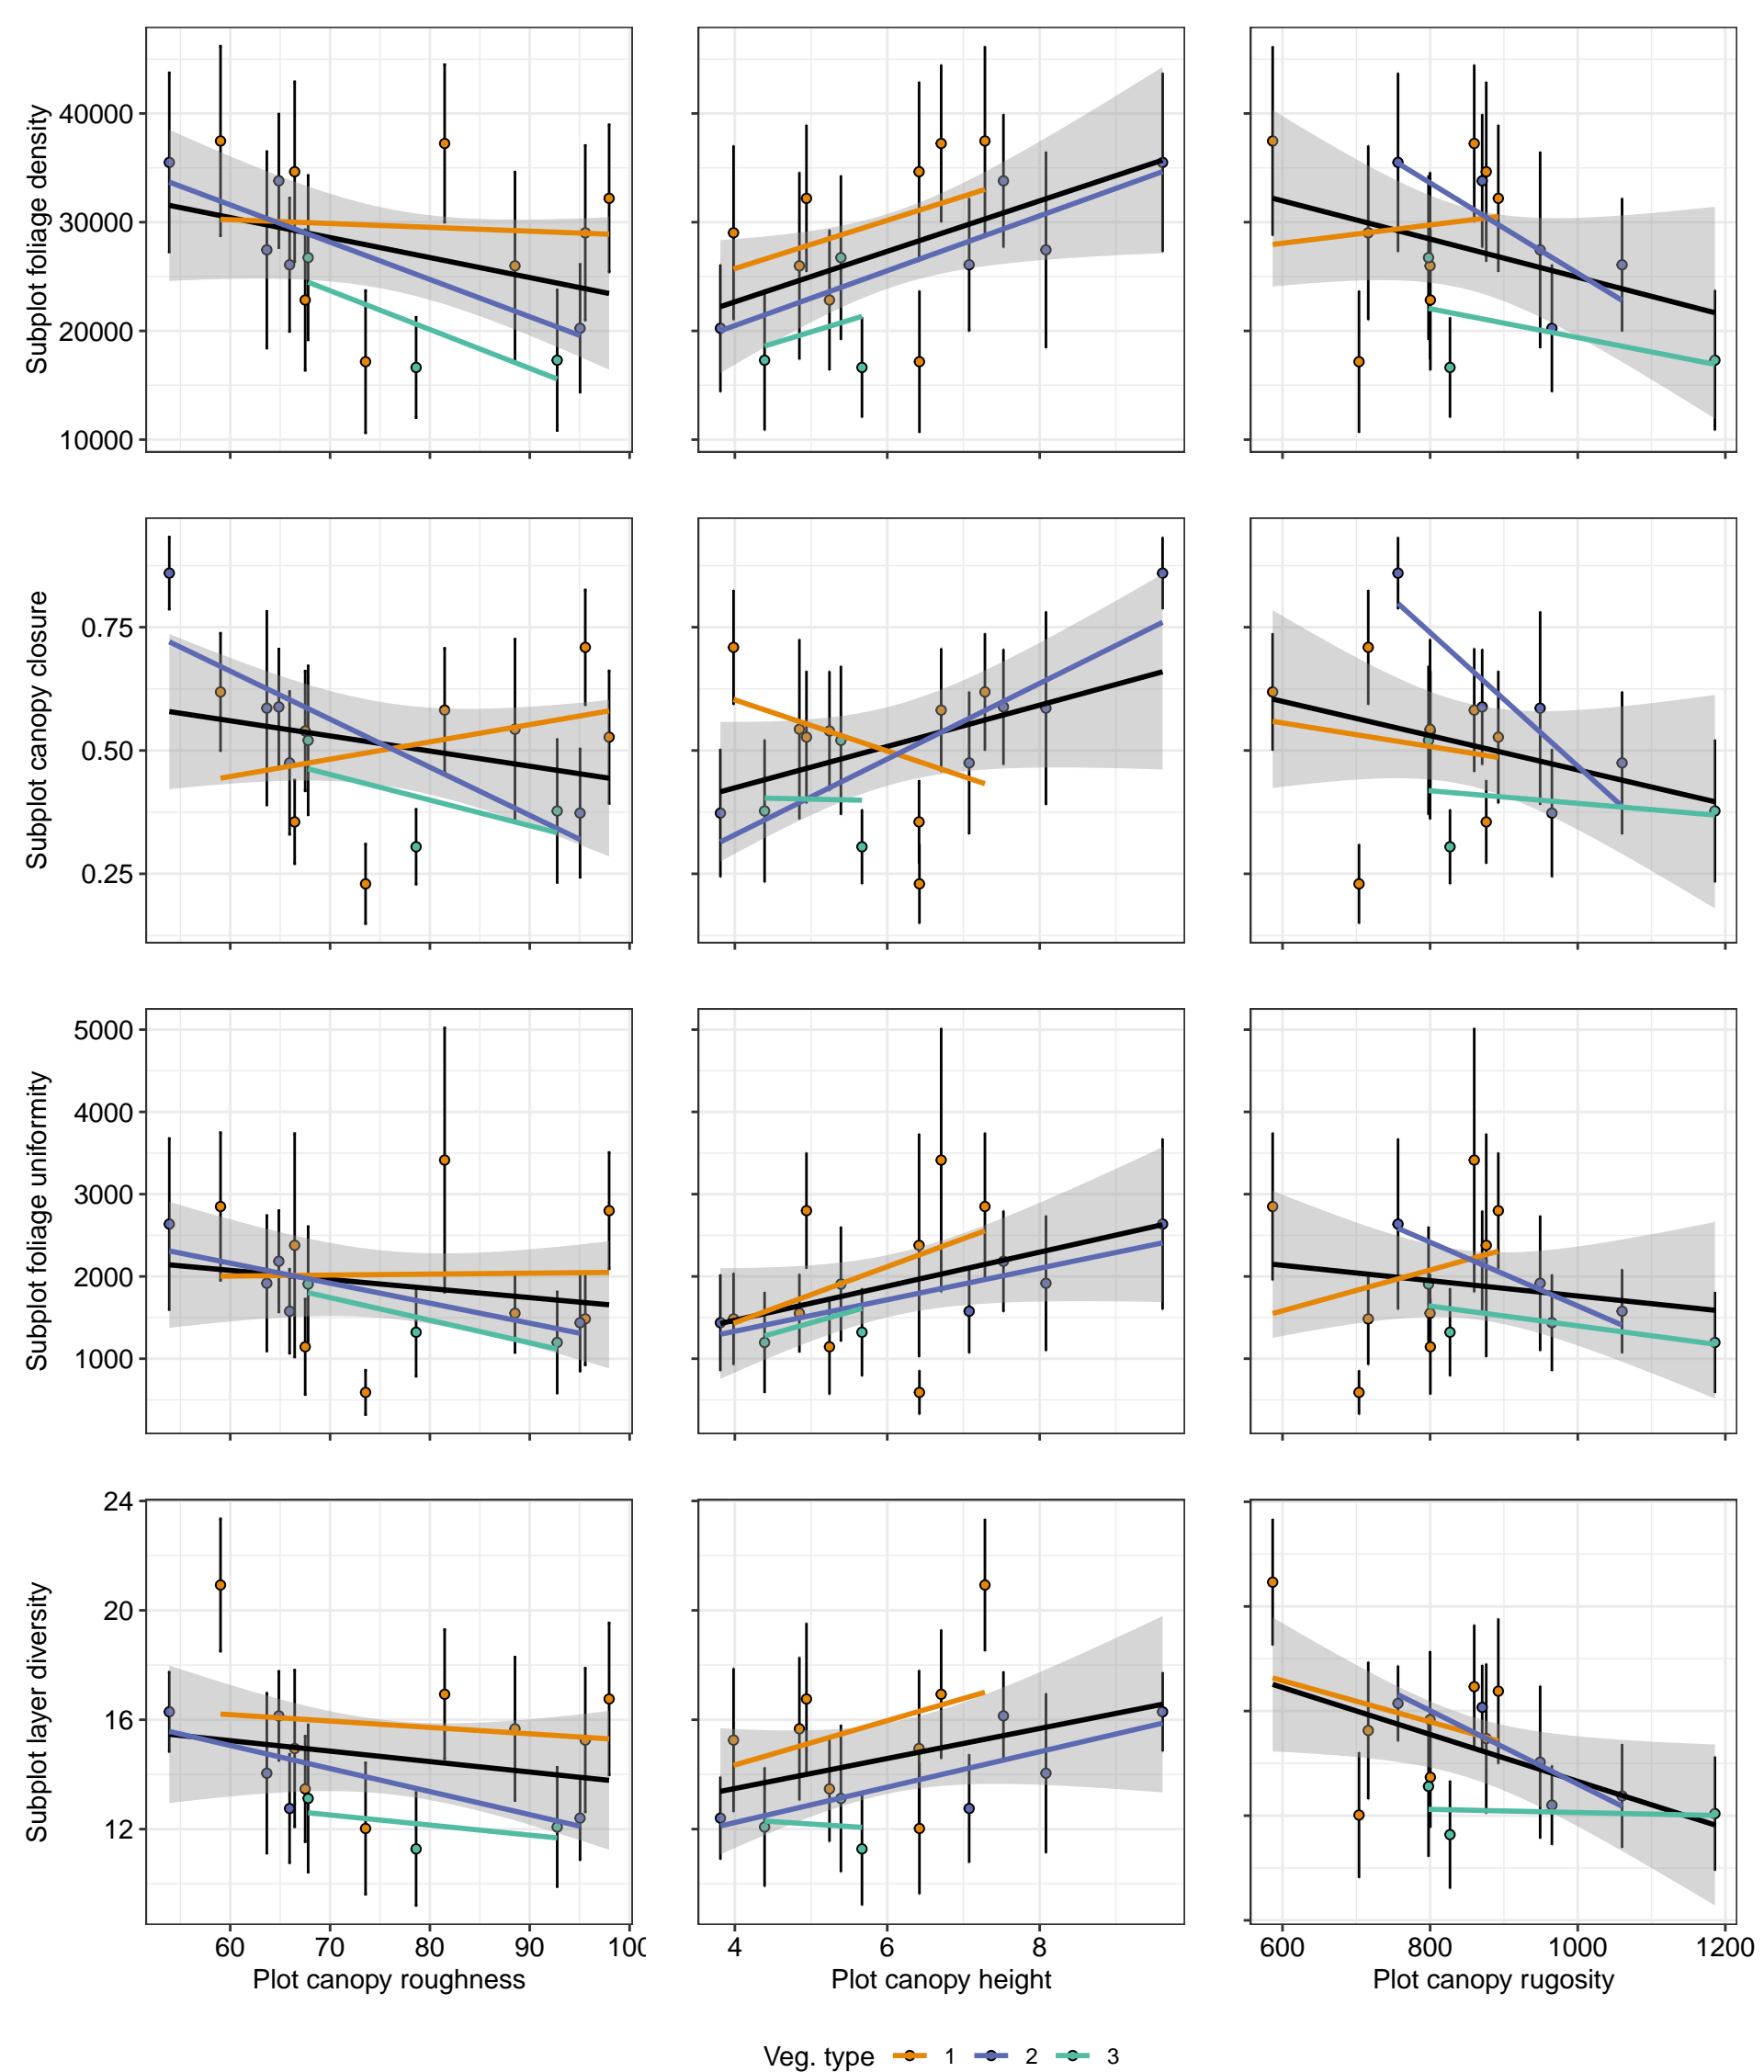 Subplot foliage density
40000
30000
20000
10000
Subplot canopy closure
0.75
0.50
0.25
Subplot foliage uniformity
5000
4000
3000
2000
1000
Subplot layer diversity
24
20
16
12
60 70 80 90 100
4 6 8
600 800 1000 1200
Plot canopy roughness
Plot canopy height
Plot canopy rugosity
Veg. type 1 2 3